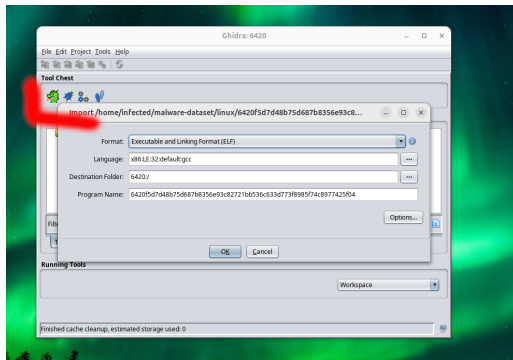 Ghidra: 6420
File Edit Project Tools Help
Tool Chest
Import /home/infected/malware-dataset/linux/6420f5d7d48b75d687b8356e93c8...
Format: Executable and Linking Format (ELF)
Language: x86:LE:32:default:gcc
Destination Folder: 6420:/
Program Name: 6420f5d7d48b75d687b8356e93c82721bb536c633d773f8985f74c8977425f04
Options...
Filte
T
OK Cancel
Running Tools
Workspace
Finished cache cleanup, estimated storage used: 0